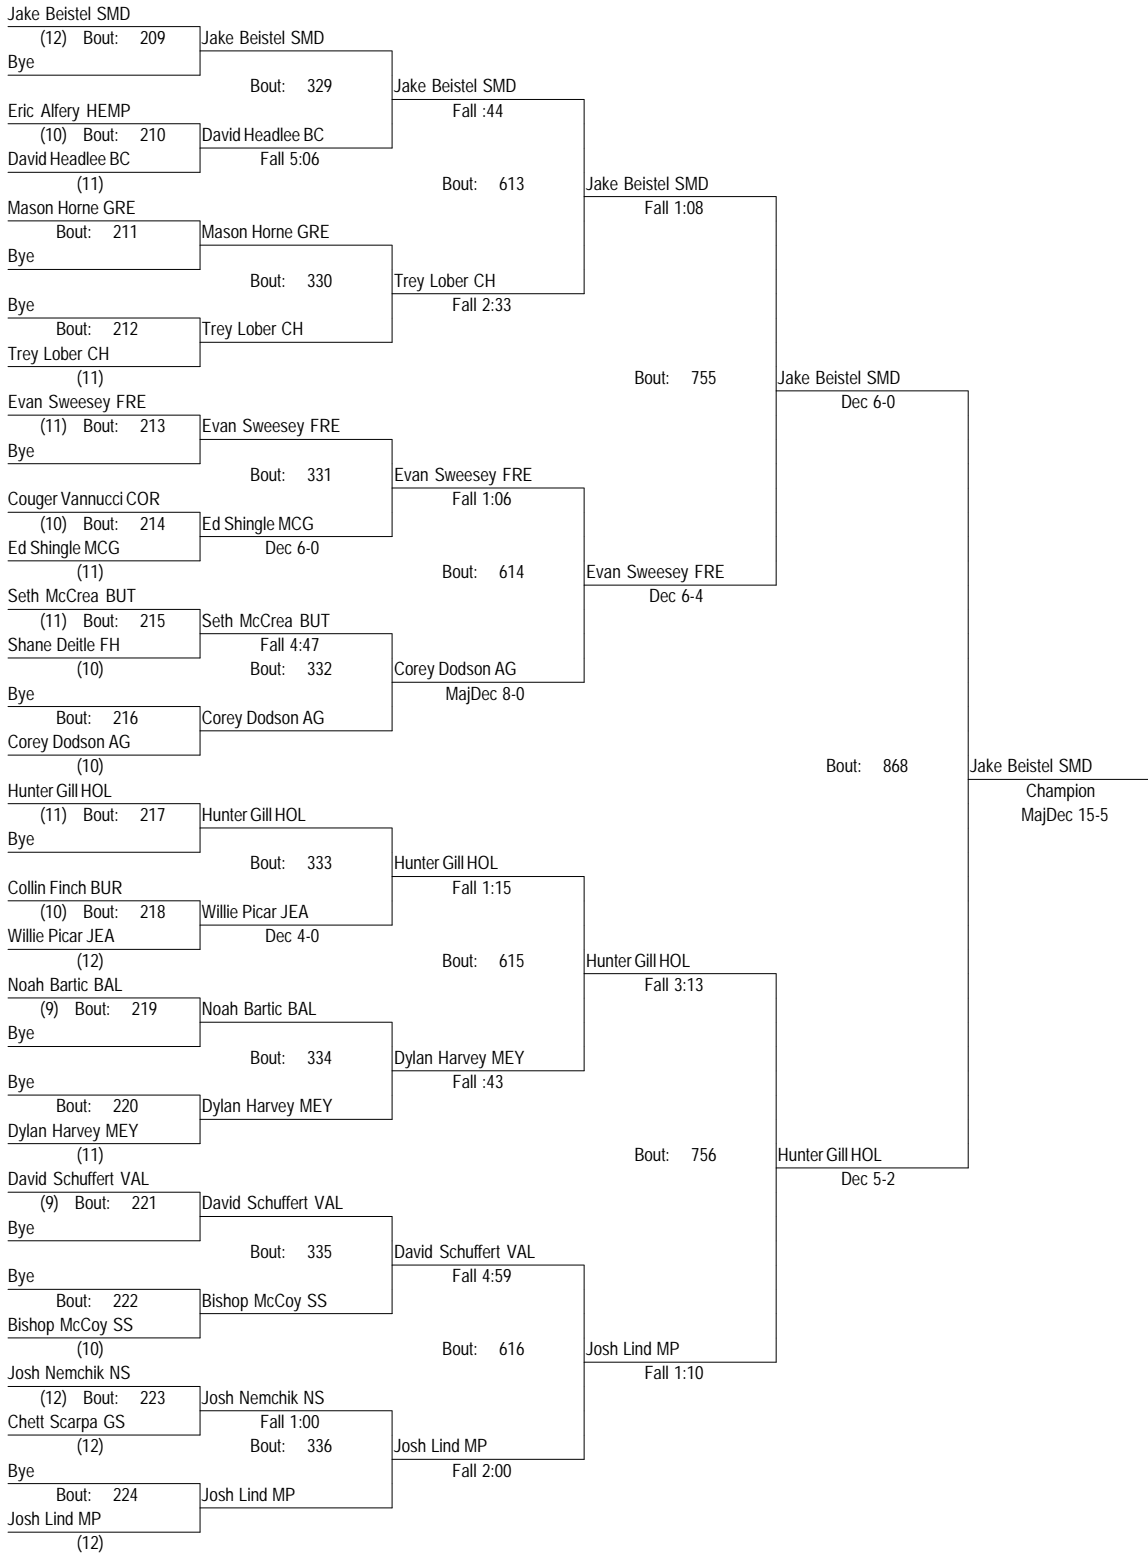 Jake Beistel SMD
(12) Bout: 209 Jake Beistel SMD
Bye
Bout: 329 Jake Beistel SMD
Eric Alfery HEMP Fall :44
(10) Bout: 210 David Headlee BC
David Headlee BC Fall 5:06
(11) Bout: 613 Jake Beistel SMD
Mason Horne GRE Fall 1:08
Bout: 211 Mason Horne GRE
Bye
Bout: 330 Trey Lober CH
Bye Fall 2:33
Bout: 212 Trey Lober CH
Trey Lober CH
(11) Bout: 755 Jake Beistel SMD
Evan Sweesey FRE Dec 6-0
(11) Bout: 213 Evan Sweesey FRE
Bye
Bout: 331 Evan Sweesey FRE
Couger Vannucci COR Fall 1:06
(10) Bout: 214 Ed Shingle MCG
Ed Shingle MCG Dec 6-0
(11) Bout: 614 Evan Sweesey FRE
Seth McCrea BUT Dec 6-4
(11) Bout: 215 Seth McCrea BUT
Shane Deitle FH Fall 4:47
(10) Bout: 332 Corey Dodson AG
Bye MajDec 8-0
Bout: 216 Corey Dodson AG
Corey Dodson AG
(10) Bout: 868 Jake Beistel SMD
Hunter Gill HOL Champion
(11) Bout: 217 Hunter Gill HOL MajDec 15-5
Bye
Bout: 333 Hunter Gill HOL
Collin Finch BUR Fall 1:15
(10) Bout: 218 Willie Picar JEA
Willie Picar JEA Dec 4-0
(12) Bout: 615 Hunter Gill HOL
Noah Bartic BAL Fall 3:13
(9) Bout: 219 Noah Bartic BAL
Bye
Bout: 334 Dylan Harvey MEY
Bye Fall :43
Bout: 220 Dylan Harvey MEY
Dylan Harvey MEY
(11) Bout: 756 Hunter Gill HOL
David Schuffert VAL Dec 5-2
(9) Bout: 221 David Schuffert VAL
Bye
Bout: 335 David Schuffert VAL
Bye Fall 4:59
Bout: 222 Bishop McCoy SS
Bishop McCoy SS
(10) Bout: 616 Josh Lind MP
Josh Nemchik NS Fall 1:10
(12) Bout: 223 Josh Nemchik NS
Chett Scarpa GS Fall 1:00
(12) Bout: 336 Josh Lind MP
Bye Fall 2:00
Bout: 224 Josh Lind MP
Josh Lind MP
(12)